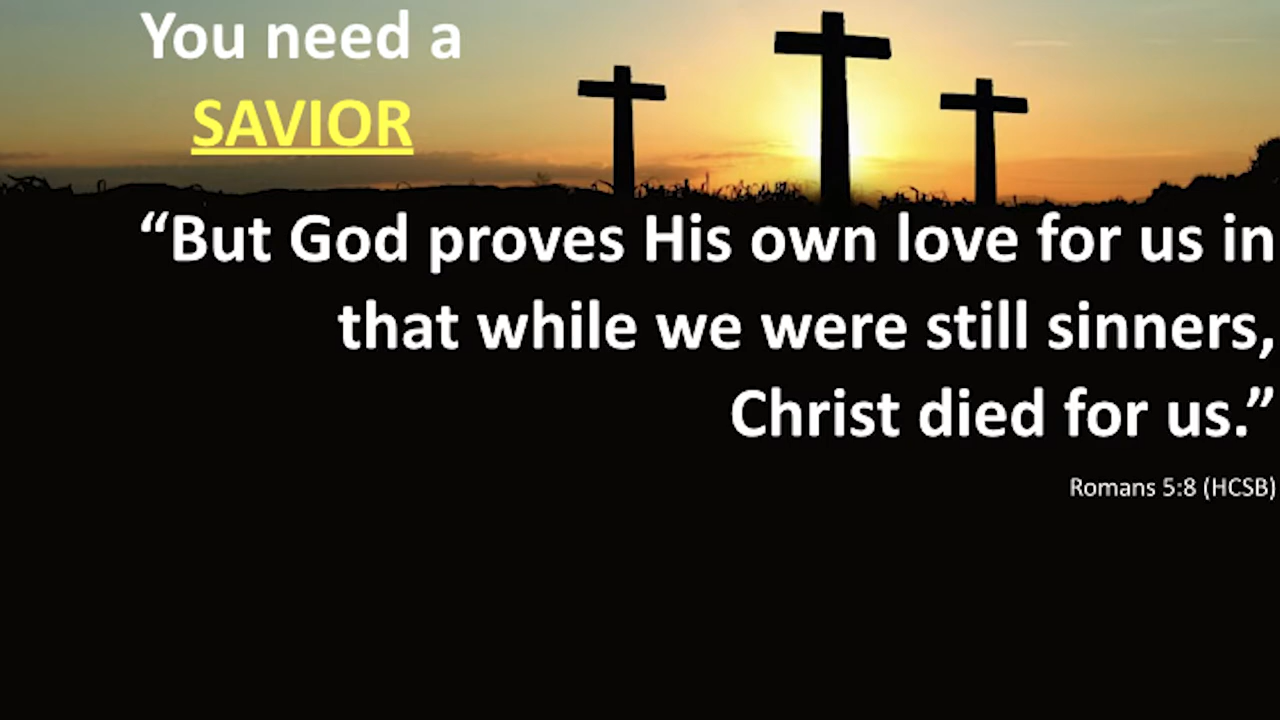 You need a
SAVIOR
“But God proves His own love for us in
that while we were still sinners,
Christ died for us.”
Romans 5:8 (HCSB)